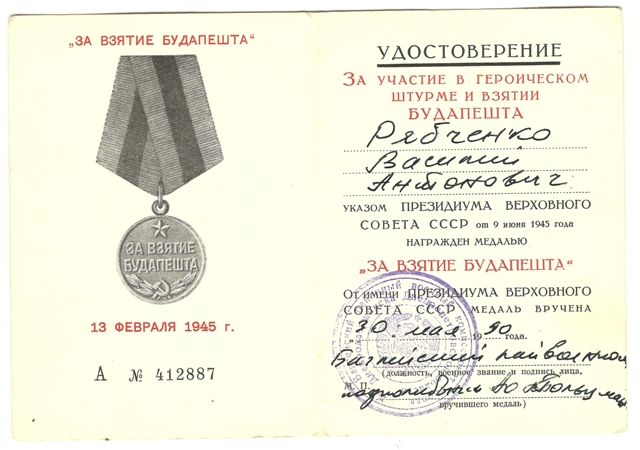 „ЗА ВЗЯТИЕ БУДАПЕШТА“
ЗА ВЗЯТИЕ
БУДАПЕШТА
13 ФЕВРАЛЯ 1945 г.
А № 412887
УДОСТОВЕРЕНИЕ
ЗА УЧАСТИЕ В ГЕРОИЧЕСКОМ
ШТУРМЕ И ВЗЯТИИ
БУДАПЕШТА
Рябченко
Василий
Антонович
УКАЗОМ ПРЕЗИДИУМА ВЕРХОВНОГО
СОВЕТА СССР от 9 июня 1945 года
НАГРАЖДЕН МЕДАЛЬЮ
„ЗА ВЗЯТИЕ БУДАПЕШТА“
От имени ПРЕЗИДИУМА ВЕРХОВНОГО
СОВЕТА СССР МЕДАЛЬ ВРУЧЕНА
„30“ мая 1990 года.
(должность, военное звание и подпись лица,
М. П.
вручившего медаль)